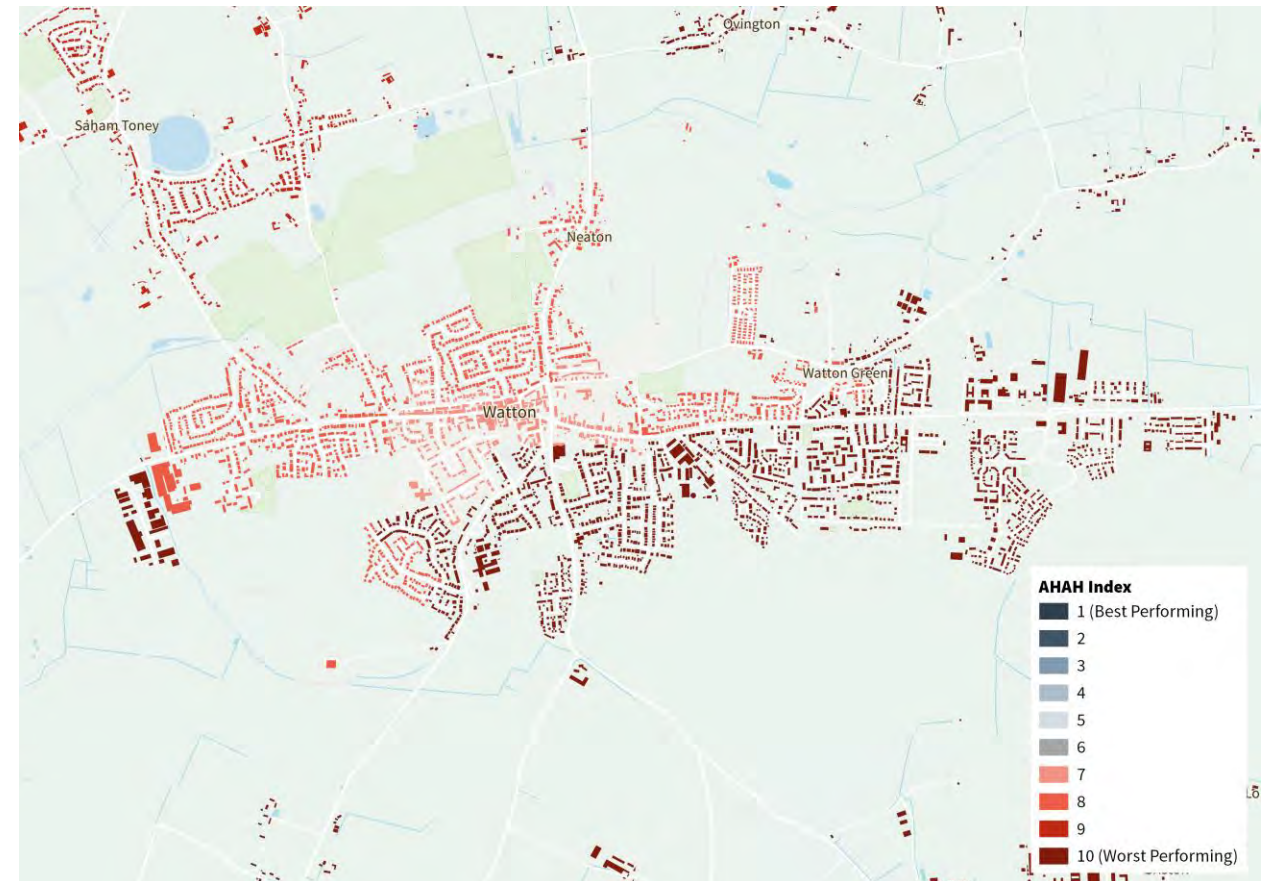 Ovington
Saham Toney
Neaton
Watton Green
Watton
AHAH Index
1 (Best Performing)
2
3
4
5
6
7
8
9
10 (Worst Performing)